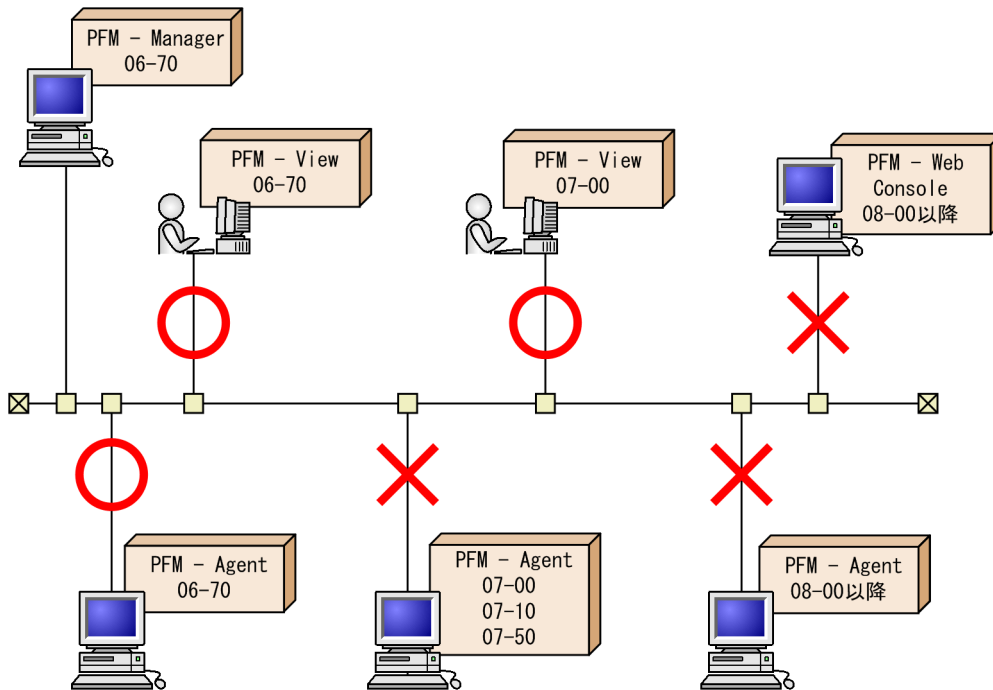 PFM - Manager
06-70
PFM - View
06-70
PFM - View
07-00
PFM - Web
Console
08-00以降
PFM - Agent
06-70
PFM - Agent
07-00
07-10
07-50
PFM - Agent
08-00以降